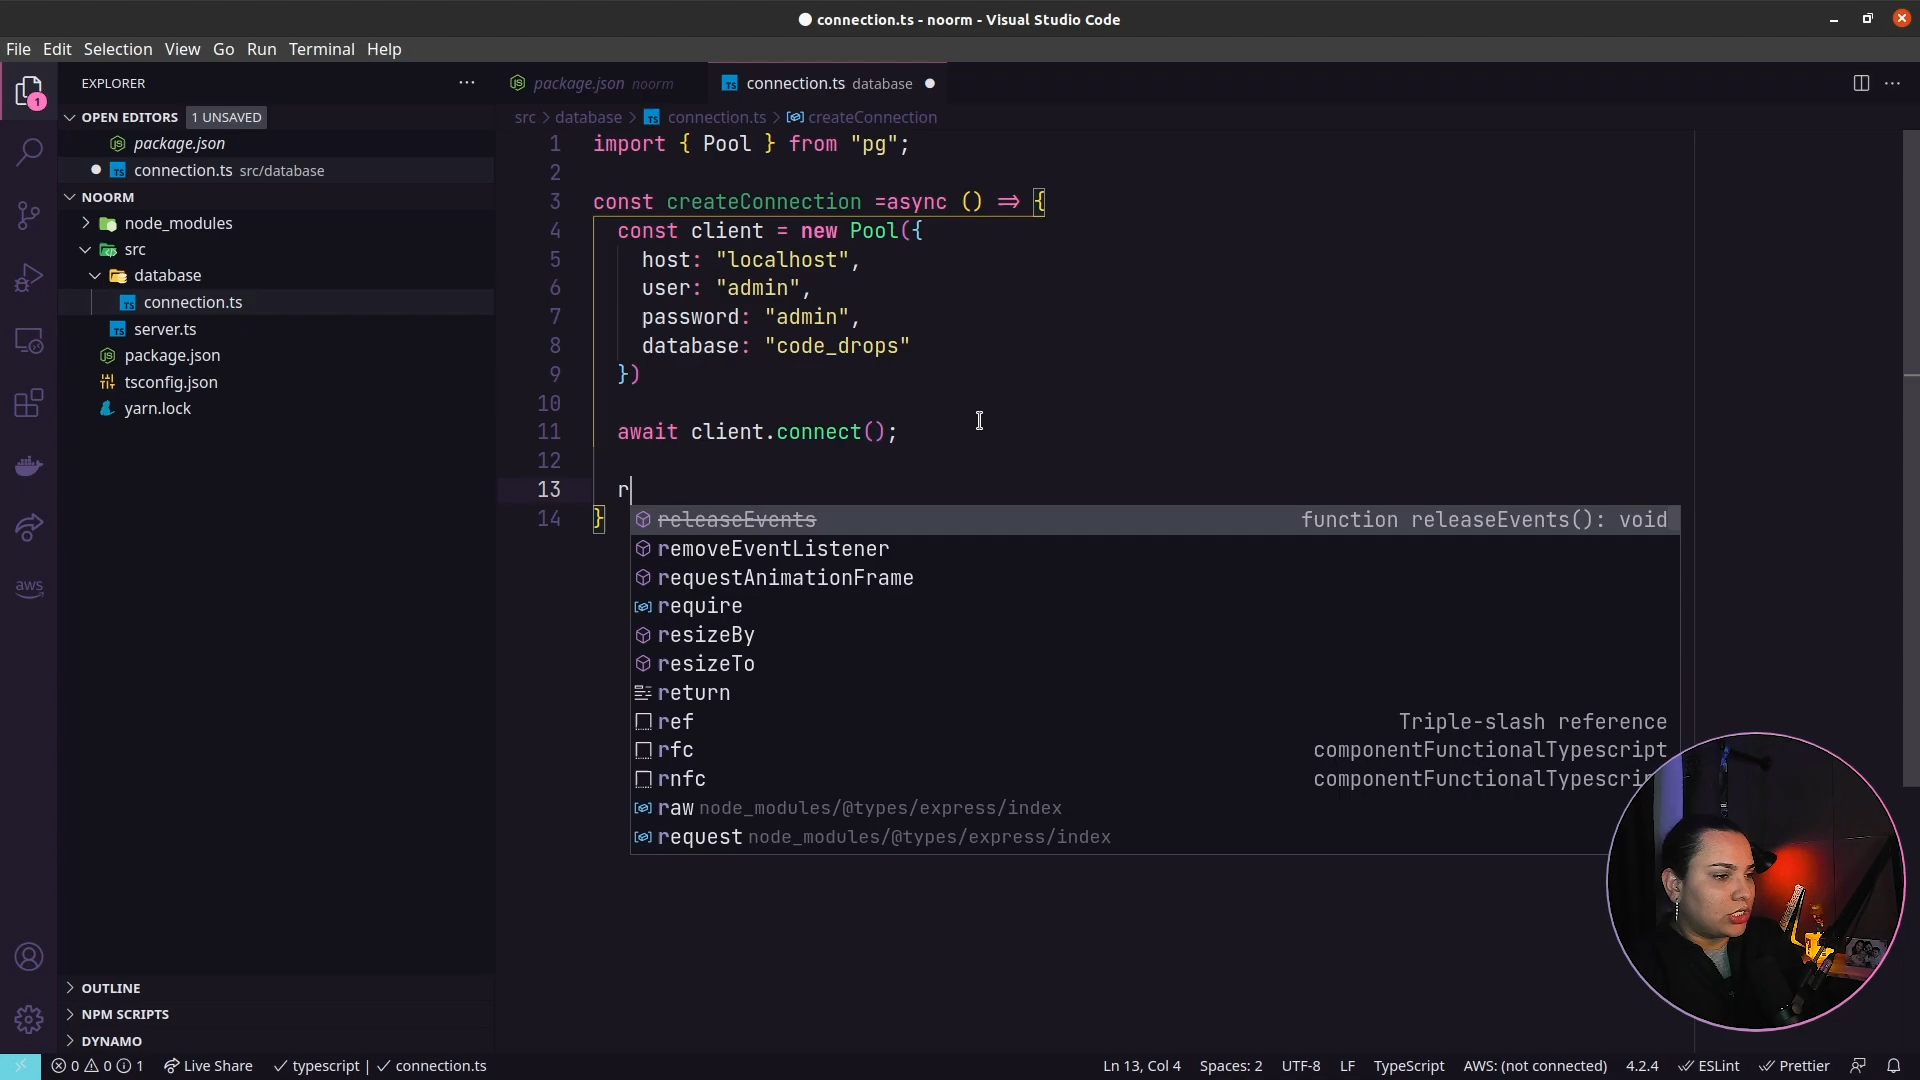 connection.ts - noorm - Visual Studio Code
File Edit Selection View Go Run Terminal Help
EXPLORER
package.json noorm
connection.ts database
1
OPEN EDITORS 1 UNSAVED
package.json
connection.ts src/database
NOORM
node_modules
src
database
connection.ts
server.ts
package.json
tsconfig.json
yarn.lock
aws
OUTLINE
NPM SCRIPTS
DYNAMO
src > database > connection.ts > createConnection
1 import { Pool } from "pg";
2
3 const createConnection =async () => {
4 const client = new Pool({
5 host: "localhost",
6 user: "admin",
7 password: "admin",
8 database: "code_drops"
9 })
10
11 await client.connect();
12
13 r
14 }
releaseEvents function releaseEvents(): void
removeEventListener
requestAnimationFrame
require
resizeBy
resizeTo
return
ref Triple-slash reference
rfc componentFunctionalTypescript
rnfc componentFunctionalTypescrip
raw node_modules/@types/express/index
request node_modules/@types/express/index
0 0 1 Live Share typescript | connection.ts Ln 13, Col 4 Spaces: 2 UTF-8 LF TypeScript AWS: (not connected) 4.2.4 ESLint Prettier